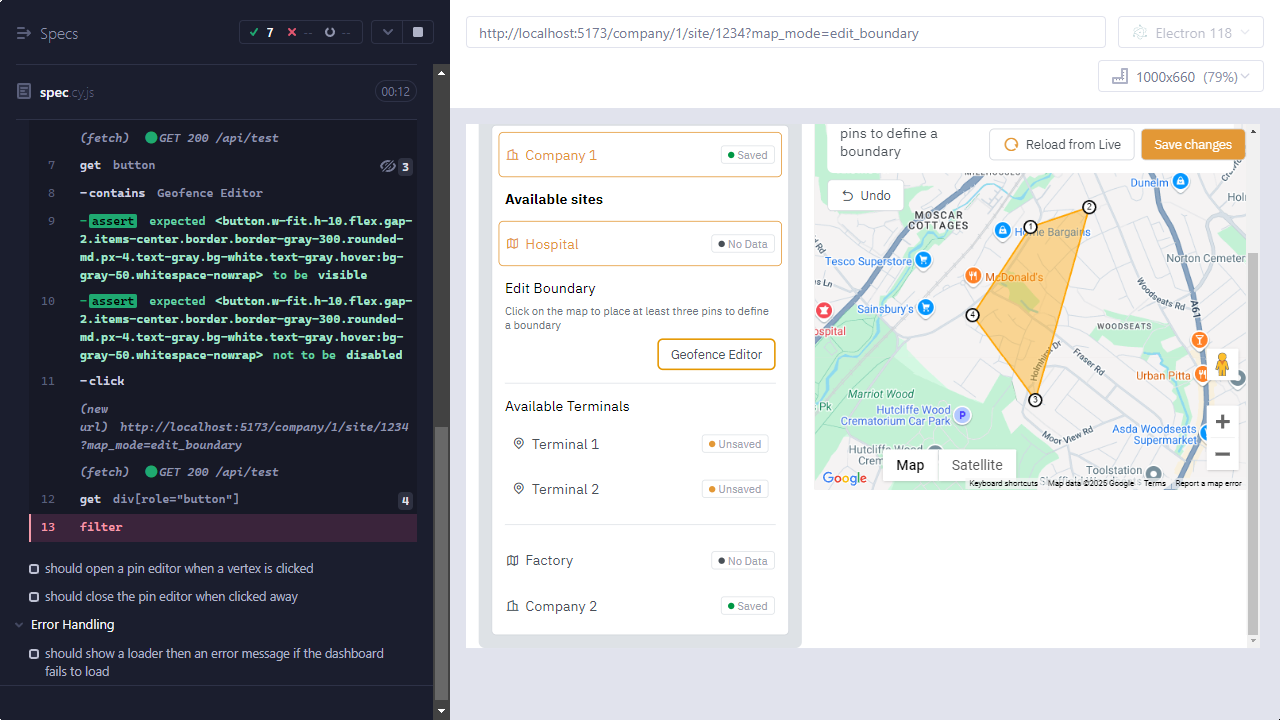 Specs
7 -- --
spec.cy.js
00:12
(fetch) GET 200 /api/test
7 get button 3
8 -contains Geofence Editor
9 -assert expected <button.w-fit.h-10.flex.gap-
2.items-center.border.border-gray-300.rounded-
md.px-4.text-gray.bg-white.text-gray.hover:bg-
gray-50.whitespace-nowrap> to be visible
10 -assert expected <button.w-fit.h-10.flex.gap-
2.items-center.border.border-gray-300.rounded-
md.px-4.text-gray.bg-white.text-gray.hover:bg-
gray-50.whitespace-nowrap> not to be disabled
11 -click
(new
url) http://localhost:5173/company/1/site/1234
?map_mode=edit_boundary
(fetch) GET 200 /api/test
12 get div[role="button"] 4
13 filter
should open a pin editor when a vertex is clicked
should close the pin editor when clicked away
Error Handling
should show a loader then an error message if the dashboard
fails to load
http://localhost:5173/company/1/site/1234?map_mode=edit_boundary
Electron 118
1000x660 (79%)
Company 1 Saved
Available sites
Hospital No Data
Edit Boundary
Click on the map to place at least three pins to define
a boundary
Geofence Editor
Available Terminals
Terminal 1 Unsaved
Terminal 2 Unsaved
Factory No Data
Company 2 Saved
pins to define a
boundary
Reload from Live
Save changes
Undo
Dunelm
MOSCAR
COTTAGES
1
2
Home Bargains
Tesco Superstore
Norton Cemeter
McDonald's
Sainsbury's
4
Woodseats Rd
A61
ospital
WOODSEATS
Holmhirst Dr
Fraser Rd
Urban Pitta
Marriot Wood
3
Pk
Hutcliffe Wood
Crematorium Car Park
P
Moor View Rd
Asda Woodseats
Supermarket
Hutcliffe Wood
Crem
Map
Satellite
Toolstation
Google
Keyboard shortcuts
Map data ©2025 Google
Terms
Report a map error